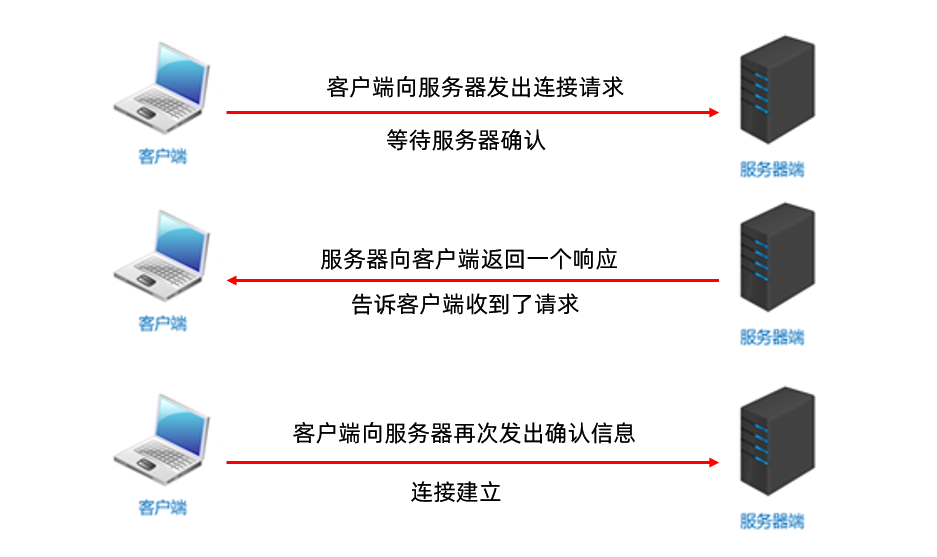 客户端向服务器发出连接请求
等待服务器确认
客户端
服务器端
服务器向客户端返回一个响应
告诉客户端收到了请求
客户端
服务器端
客户端向服务器再次发出确认信息
连接建立
客户端
服务器端